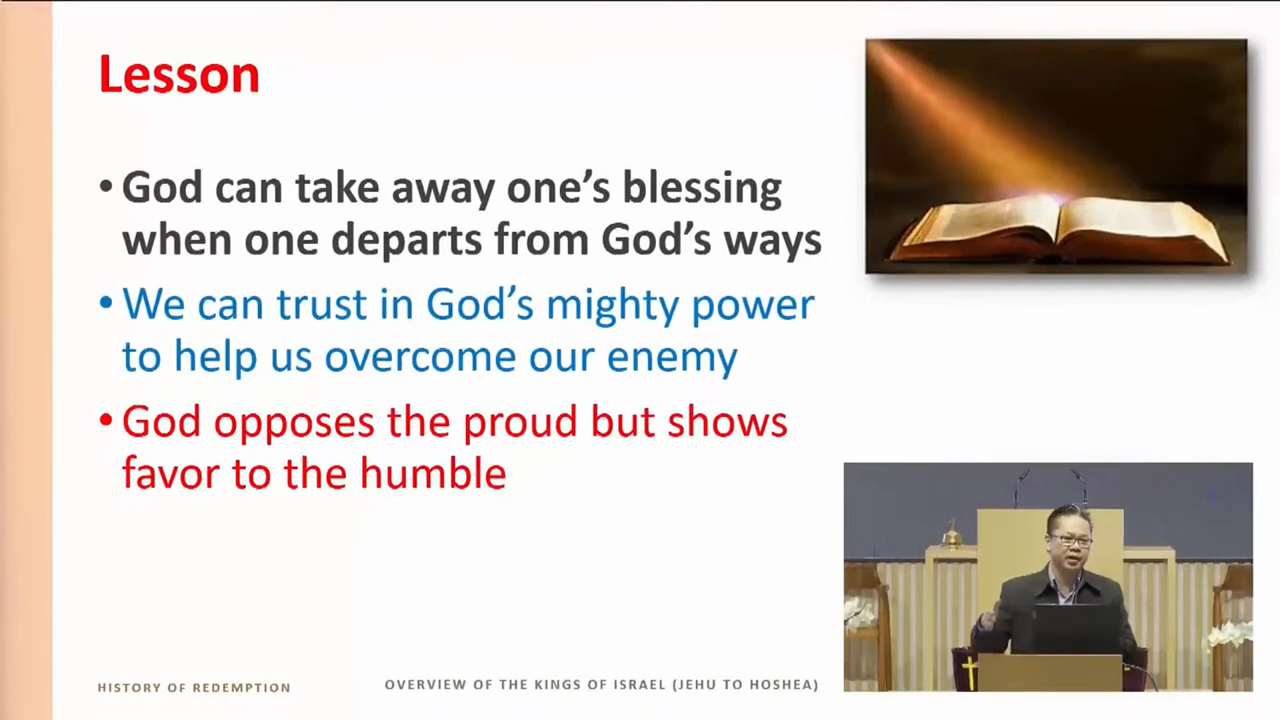 Lesson
• God can take away one's blessing
when one departs from God's ways
• We can trust in God's mighty power
to help us overcome our enemy
• God opposes the proud but shows
favor to the humble
HISTORY OF REDEMPTION
OVERVIEW OF THE KINGS OF ISRAEL (JEHU TO HOSHEA)